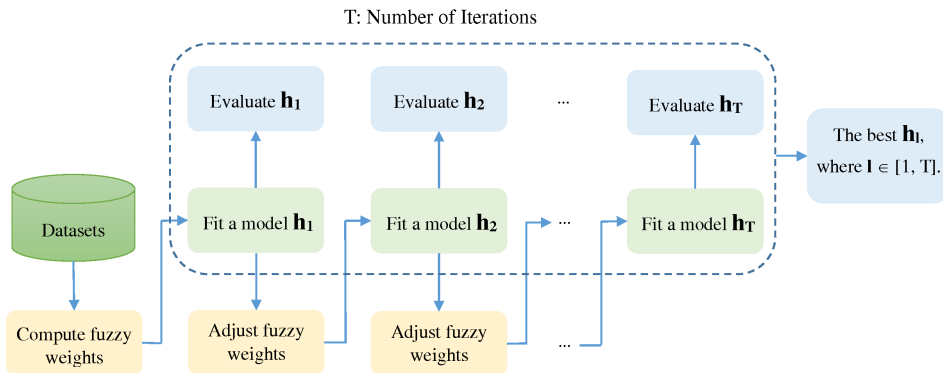 T: Number of Iterations
Evaluate h1
Evaluate h2
...
Evaluate hT
The best hl,
where l ∈ [1, T].
Datasets
Fit a model h1
Fit a model h2
...
Fit a model hT
Compute fuzzy
weights
Adjust fuzzy
weights
Adjust fuzzy
weights
...